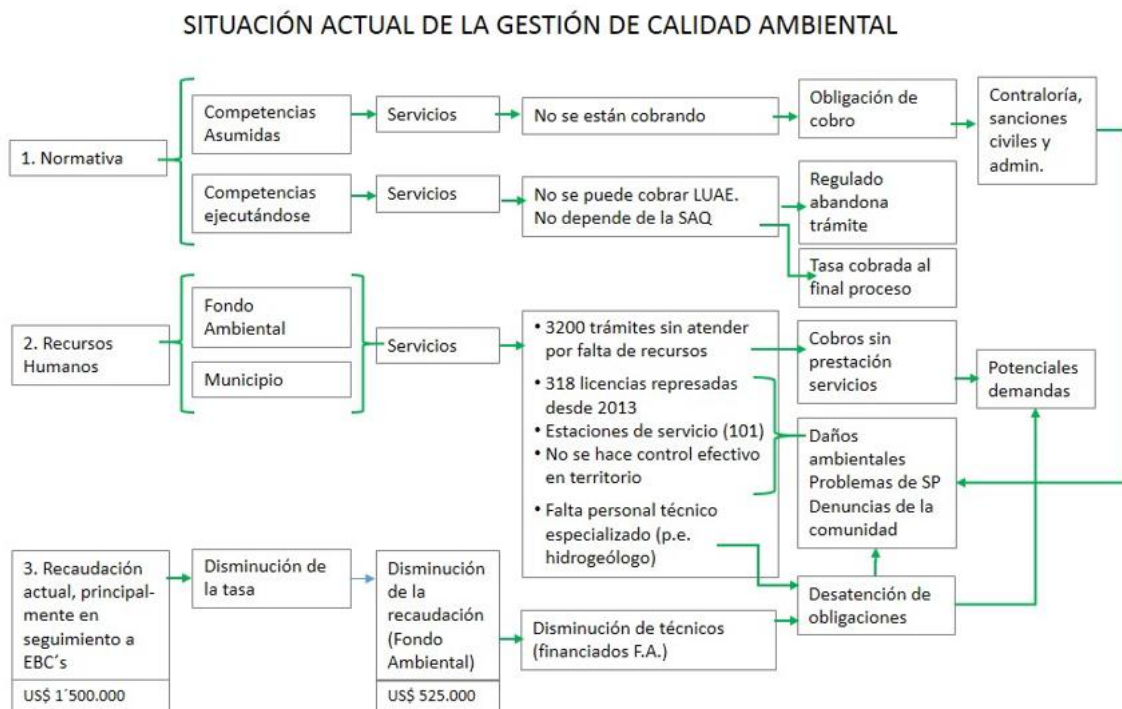 SITUACIÓN ACTUAL DE LA GESTIÓN DE CALIDAD AMBIENTAL
1. Normativa
Competencias
Asumidas
Servicios
No se están cobrando
Obligación de
cobro
Contraloría,
sanciones
civiles y
admin.
Competencias
ejecutándose
Servicios
No se puede cobrar LUAE.
No depende de la SAQ
Regulado
abandona
trámite
Tasa cobrada al
final proceso
2. Recursos
Humanos
Fondo
Ambiental
Municipio
Servicios
• 3200 trámites sin atender
por falta de recursos
• 318 licencias represadas
desde 2013
• Estaciones de servicio (101)
• No se hace control efectivo
en territorio
• Falta personal técnico
especializado (p.e.
hidrogeólogo)
Cobros sin
prestación
servicios
Potenciales
demandas
Daños
ambientales
Problemas de SP
Denuncias de la
comunidad
3. Recaudación
actual, principal-
mente en
seguimiento a
EBC´s
US$ 1´500.000
Disminución de
la tasa
Disminución
de la
recaudación
(Fondo
Ambiental)
US$ 525.000
Disminución de técnicos
(financiados F.A.)
Desatención de
obligaciones